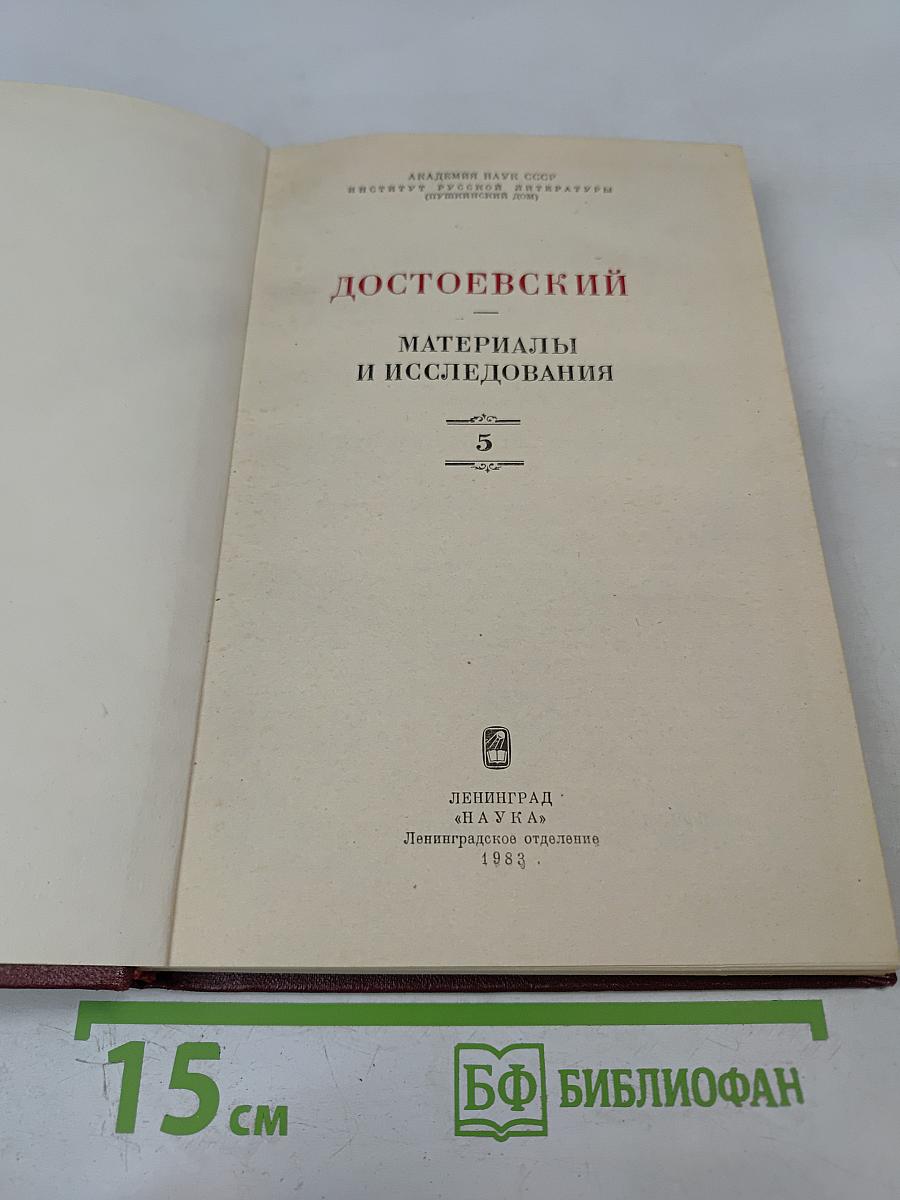 АКАДЕМИЯ НАУК СССР
ИНСТИТУТ РУССКОЙ ЛИТЕРАТУРЫ
(ПУШКИНСКИЙ ДОМ)
ДОСТОЕВСКИЙ
МАТЕРИАЛЫ
И ИССЛЕДОВАНИЯ
5
ЛЕНИНГРАД
«НАУКА»
Ленинградское отделение
1983
15 см
БФ БИБЛИОФАН